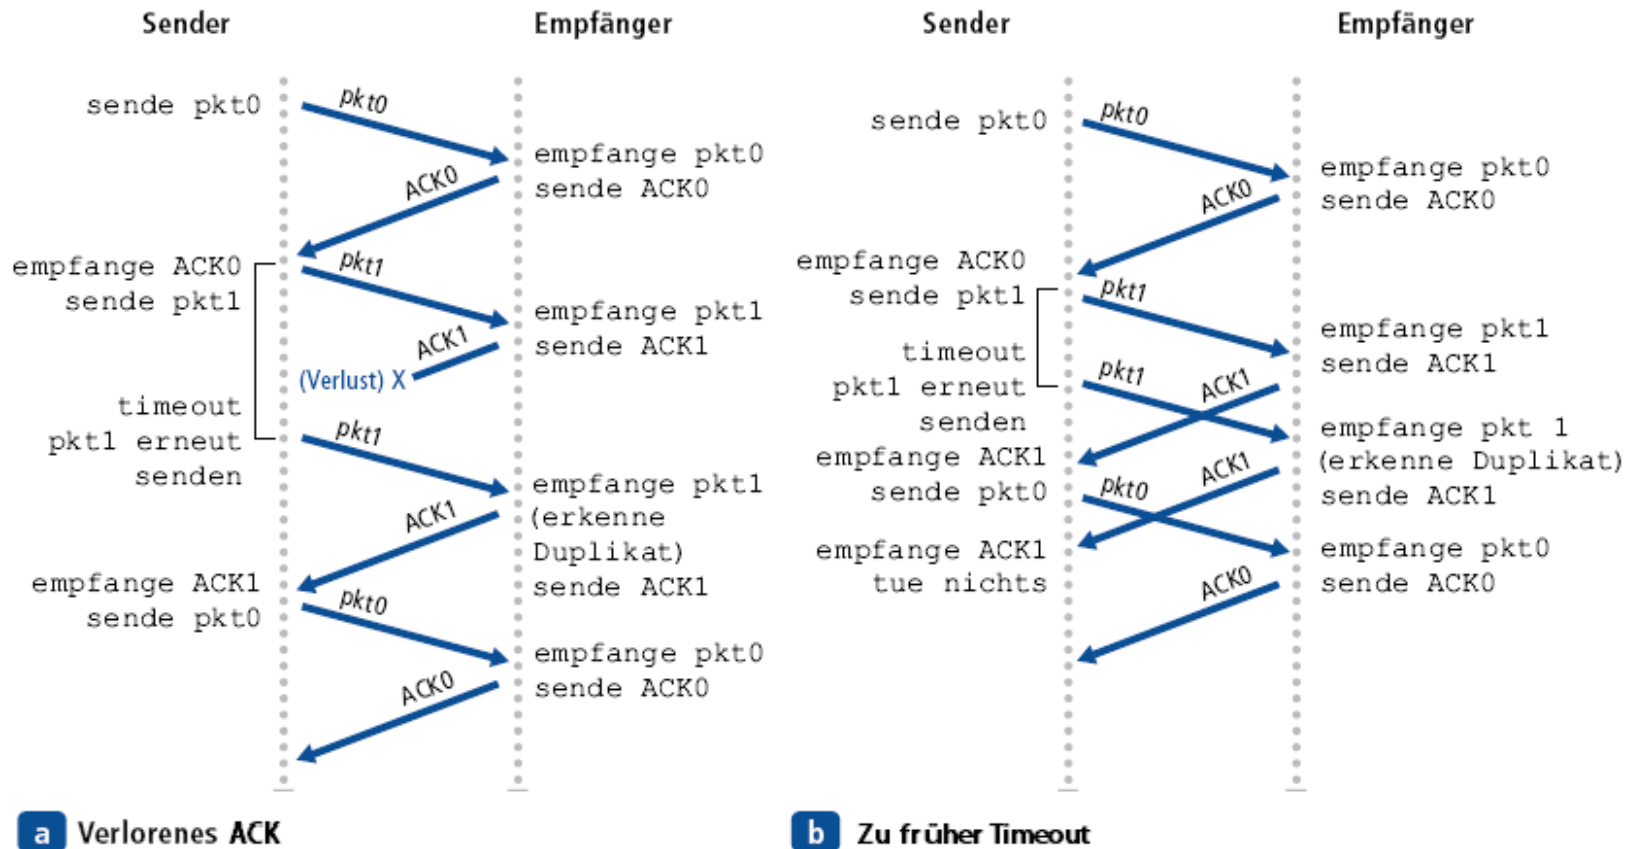 Sender
Empfänger
sende pkt0
pkt0
empfange pkt0
sende ACK0
ACK0
empfange ACK0
sende pkt1
pkt1
empfange pkt1
sende ACK1
ACK1
(Verlust) X
timeout
pkt1 erneut
senden
pkt1
empfange pkt1
(erkenne
Duplikat)
sende ACK1
ACK1
empfange ACK1
sende pkt0
pkt0
empfange pkt0
sende ACK0
ACK0
a Verlorenes ACK
Sender
Empfänger
sende pkt0
pkt0
empfange pkt0
sende ACK0
ACK0
empfange ACK0
sende pkt1
pkt1
empfange pkt1
sende ACK1
timeout
pkt1 erneut
senden
pkt1
ACK1
empfange pkt 1
(erkenne Duplikat)
sende ACK1
empfange ACK1
sende pkt0
pkt0
ACK1
empfange pkt0
sende ACK0
empfange ACK1
tue nichts
ACK0
b Zu früher Timeout